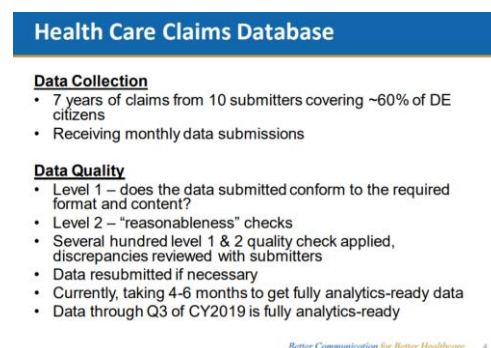 Health Care Claims Database
Data Collection
• 7 years of claims from 10 submitters covering ~60% of DE
citizens
• Receiving monthly data submissions
Data Quality
• Level 1 – does the data submitted conform to the required
format and content?
• Level 2 – “reasonableness” checks
• Several hundred level 1 & 2 quality check applied,
discrepancies reviewed with submitters
• Data resubmitted if necessary
• Currently, taking 4-6 months to get fully analytics-ready data
• Data through Q3 of CY2019 is fully analytics-ready
Better Communication for Better Healthcare 4